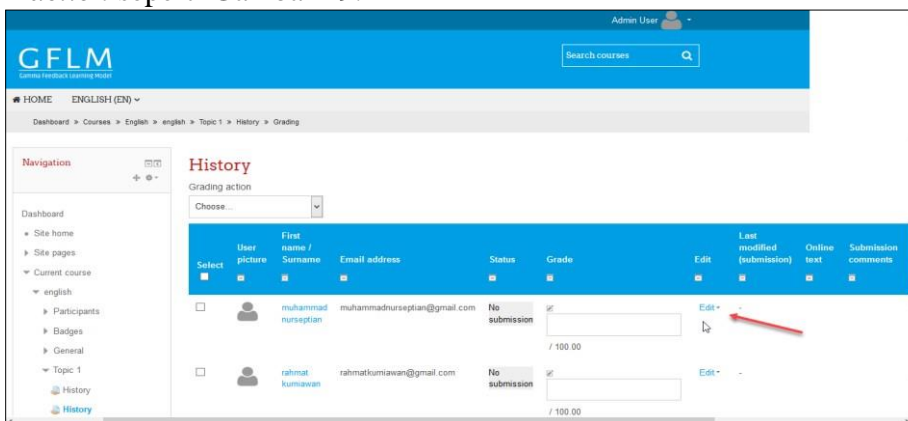 Admin User
GFLM
Gamma Feedback Learning Model
Search courses
HOME ENGLISH (EN)
Dashboard » Courses » English » english » Topic 1 » History » Grading
Navigation
History
Grading action
Choose...
Dashboard
Site home
Site pages
Current course
english
Participants
Badges
General
Topic 1
History
History
Select
User picture
First name / Surname
Email address
Status
Grade
Edit
Last modified (submission)
Online text
Submission comments
muhammad nurseptian
muhammadnurseptian@gmail.com
No submission
/ 100.00
Edit
-
rahmat kurniawan
rahmatkurniawan@gmail.com
No submission
/ 100.00
Edit
-